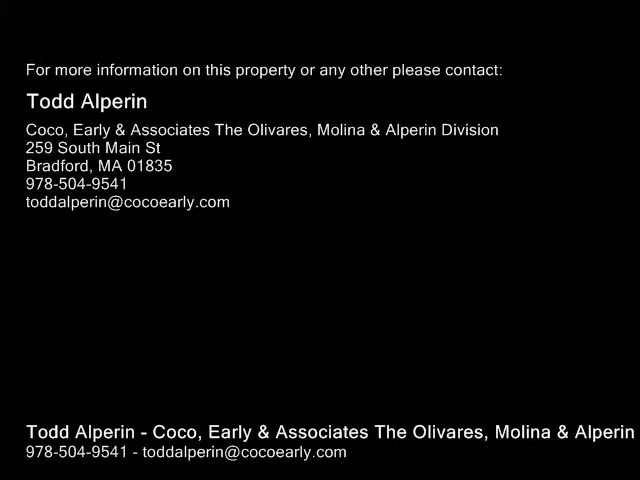 For more information on this property or any other please contact:
Todd Alperin
Coco, Early & Associates The Olivares, Molina & Alperin Division
259 South Main St
Bradford, MA 01835
978-504-9541
toddalperin@cocoearly.com
Todd Alperin - Coco, Early & Associates The Olivares, Molina & Alperin
978-504-9541 - toddalperin@cocoearly.com